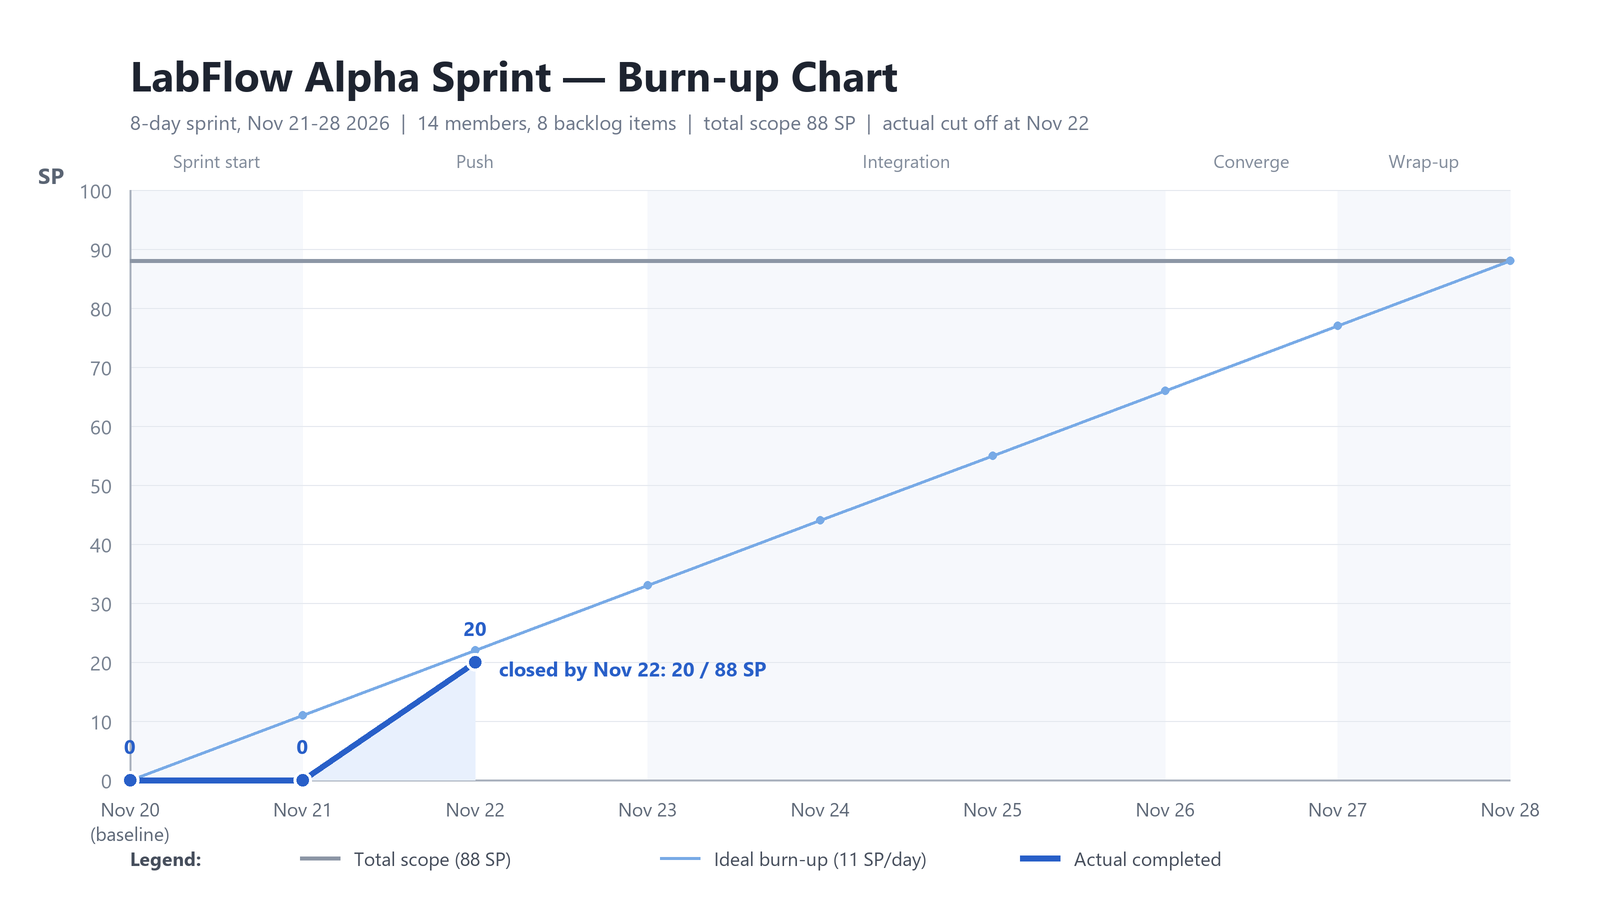 LabFlow Alpha Sprint — Burn-up Chart
8-day sprint, Nov 21-28 2026 | 14 members, 8 backlog items | total scope 88 SP | actual cut off at Nov 22
Sprint start Push Integration Converge Wrap-up
SP
100
90
80
70
60
50
40
30
20
10
0
20
closed by Nov 22: 20 / 88 SP
0 0
Nov 20 Nov 21 Nov 22 Nov 23 Nov 24 Nov 25 Nov 26 Nov 27 Nov 28
(baseline)
Legend: Total scope (88 SP) Ideal burn-up (11 SP/day) Actual completed